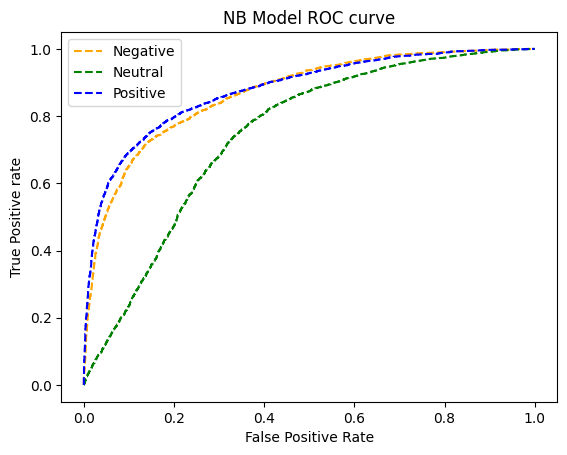 NB Model ROC curve
Negative
Neutral
Positive
True Positive rate
1.0
0.8
0.6
0.4
0.2
0.0
0.0 0.2 0.4 0.6 0.8 1.0
False Positive Rate